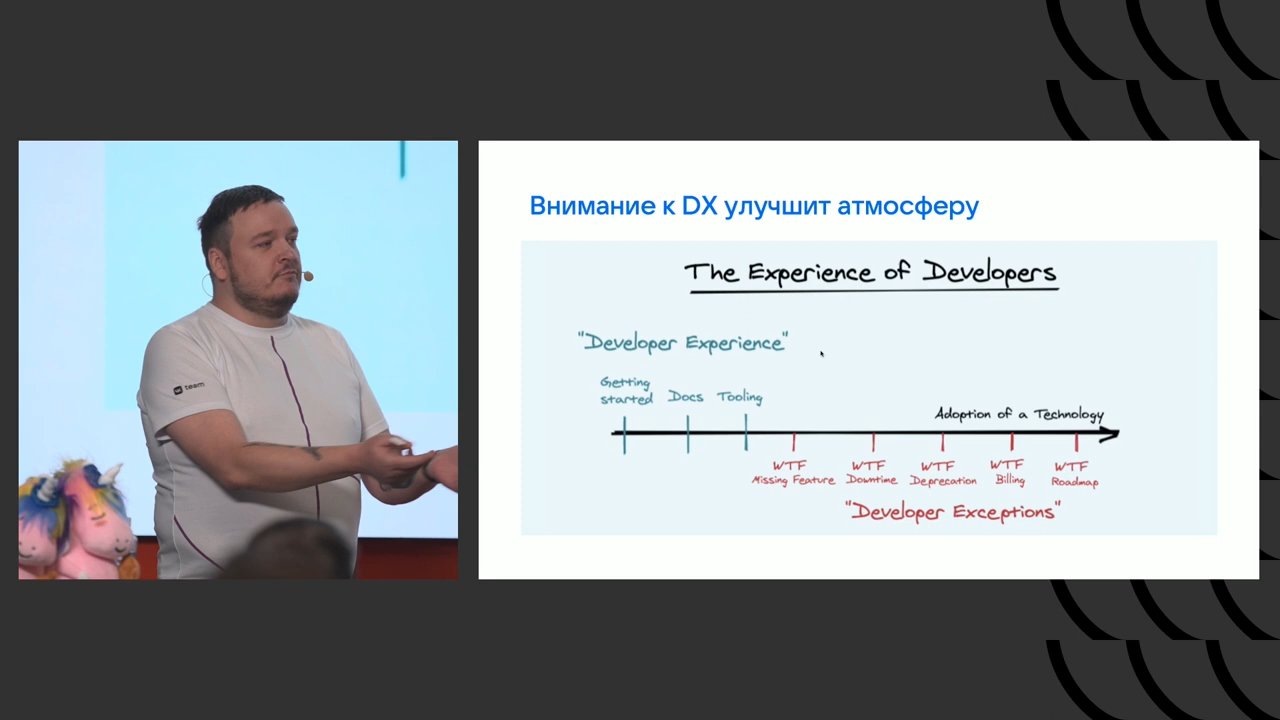 team
Внимание к DX улучшит атмосферу
The Experience of Developers
"Developer Experience"
Getting started
Docs
Tooling
Adoption of a Technology
WTF Missing Feature
WTF Downtime
WTF Deprecation
WTF Billing
WTF Roadmap
"Developer Exceptions"